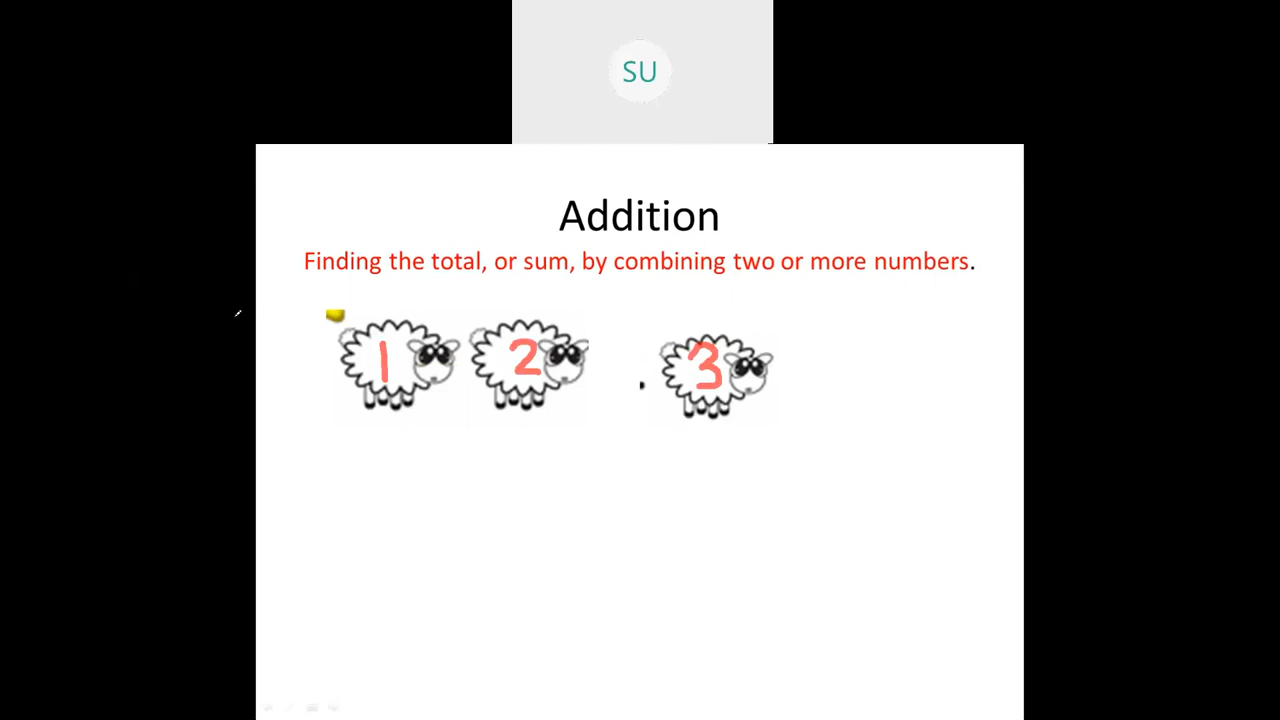 SU
Addition
Finding the total, or sum, by combining two or more numbers.
1 2 3